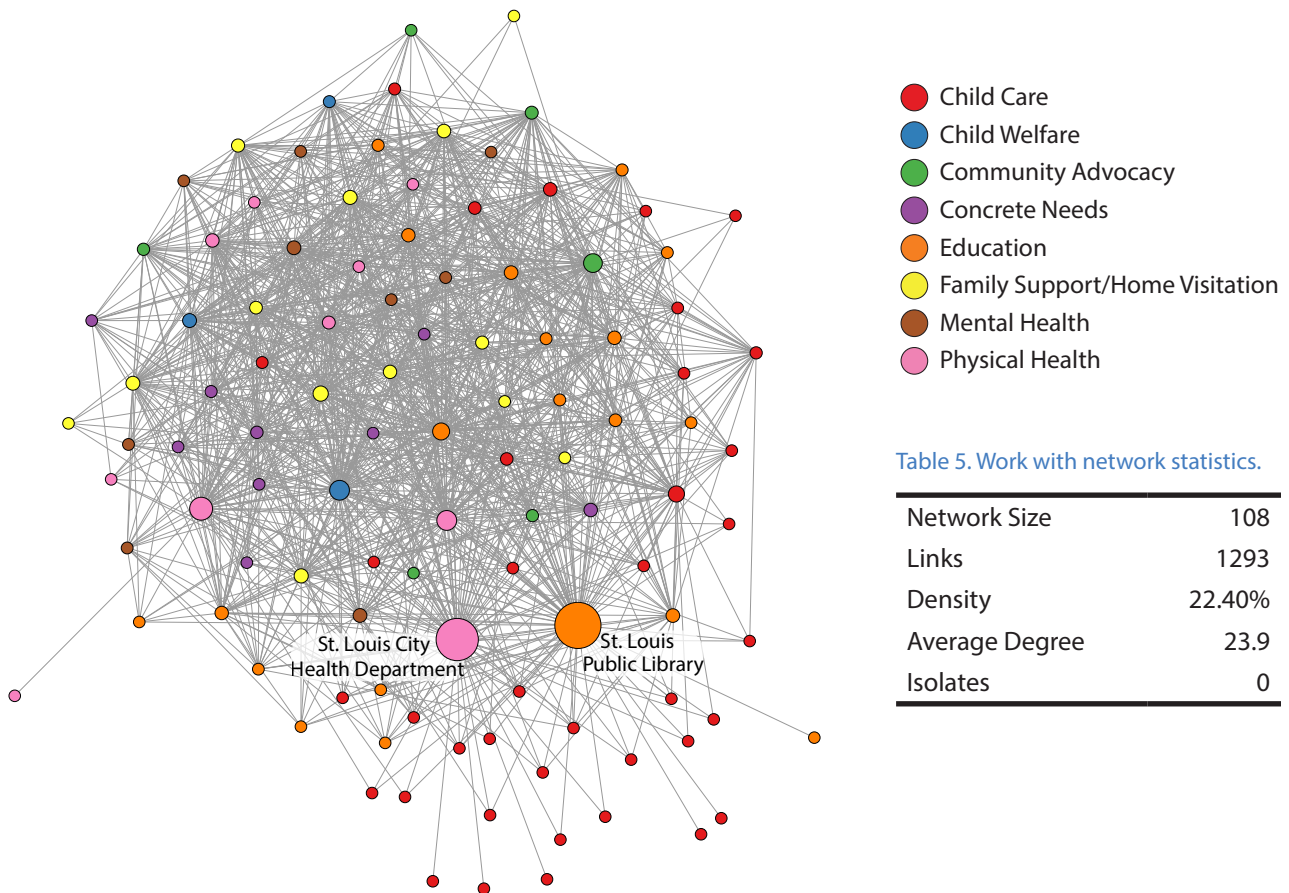 Child Care
Child Welfare
Community Advocacy
Concrete Needs
Education
Family Support/Home Visitation
Mental Health
Physical Health
Table 5. Work with network statistics.
Network Size 108
Links 1293
Density 22.40%
Average Degree 23.9
Isolates 0
St. Louis City
Health Department
St. Louis
Public Library